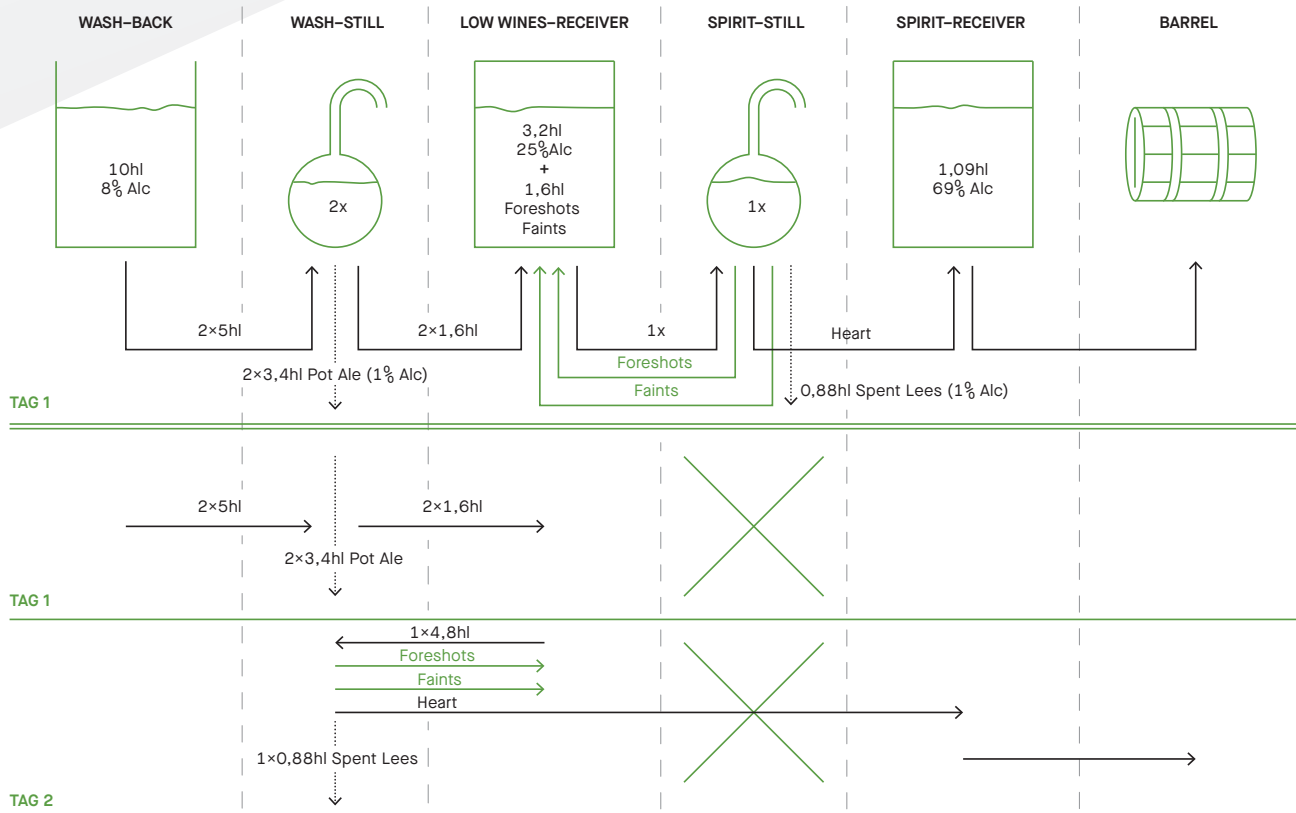 WASH–BACK
WASH–STILL
LOW WINES–RECEIVER
SPIRIT–STILL
SPIRIT–RECEIVER
BARREL
10hl
8% Alc
2x
3,2hl
25%Alc
+
1,6hl
Foreshots
Faints
1x
1,09hl
69% Alc
2×5hl
2×1,6hl
1x
Heart
Foreshots
2×3,4hl Pot Ale (1% Alc)
Faints
0,88hl Spent Lees (1% Alc)
TAG 1
2×5hl
2×1,6hl
2×3,4hl Pot Ale
TAG 1
1×4,8hl
Foreshots
Faints
Heart
1×0,88hl Spent Lees
TAG 2